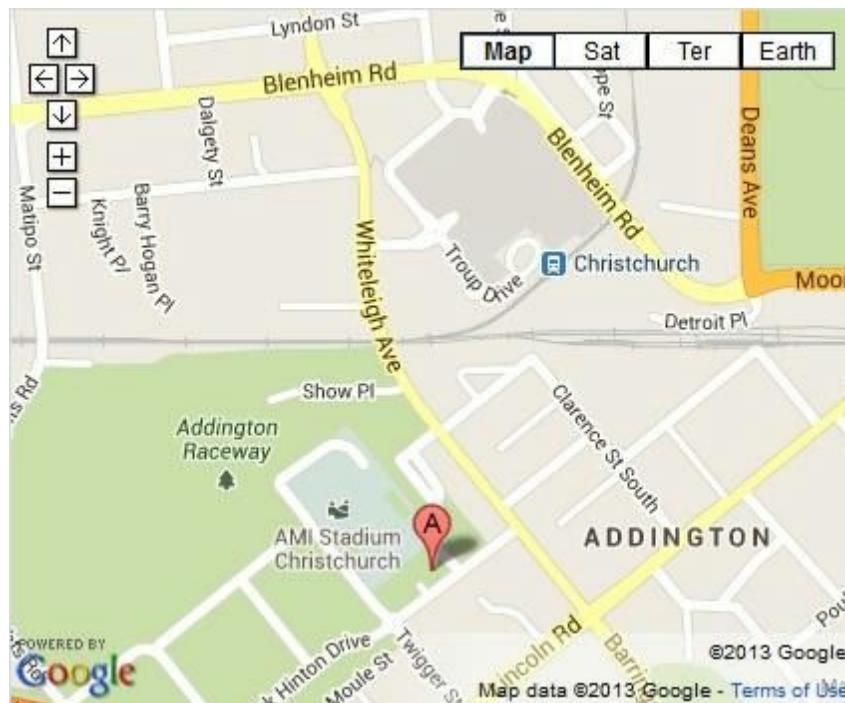 Lyndon St
Map
Sat
Ter
Earth
Blenheim Rd
Dalgety St
Deans Ave
Blenheim Rd
Matipo St
Knight Pl
Barry Hogan Pl
Whiteleigh Ave
Troup Drive
Christchurch
Detroit Pl
Show Pl
Addington
Raceway
Clarence St South
A
AMI Stadium
Christchurch
ADDINGTON
Hinton Drive
Moule St
Twigger St
Lincoln Rd
POWERED BY
Google
©2013 Google
Map data ©2013 Google - Terms of Use